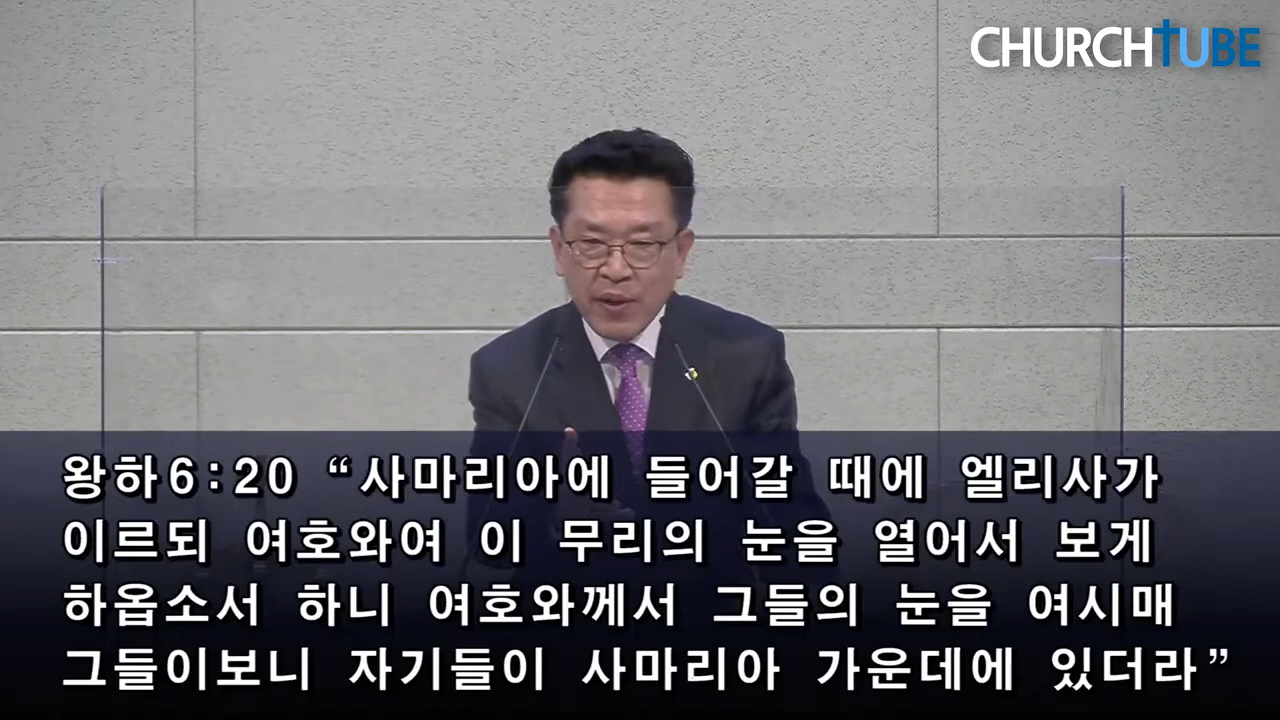 CHURCHTUBE
왕하6:20 “사마리아에 들어갈 때에 엘리사가
이르되 여호와여 이 무리의 눈을 열어서 보게
하옵소서 하니 여호와께서 그들의 눈을 여시매
그들이보니 자기들이 사마리아 가운데에 있더라”